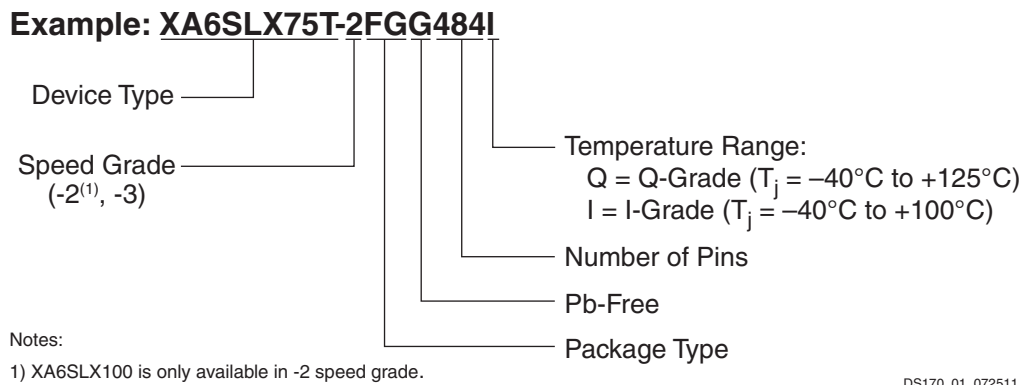 Example: XA6SLX75T-2FGG484I
Device Type
Speed Grade
(-2(1), -3)
Temperature Range:
Q = Q-Grade (Tj = –40°C to +125°C)
I = I-Grade (Tj = –40°C to +100°C)
Number of Pins
Pb-Free
Package Type
Notes:
1) XA6SLX100 is only available in -2 speed grade.
DS170_01_072511